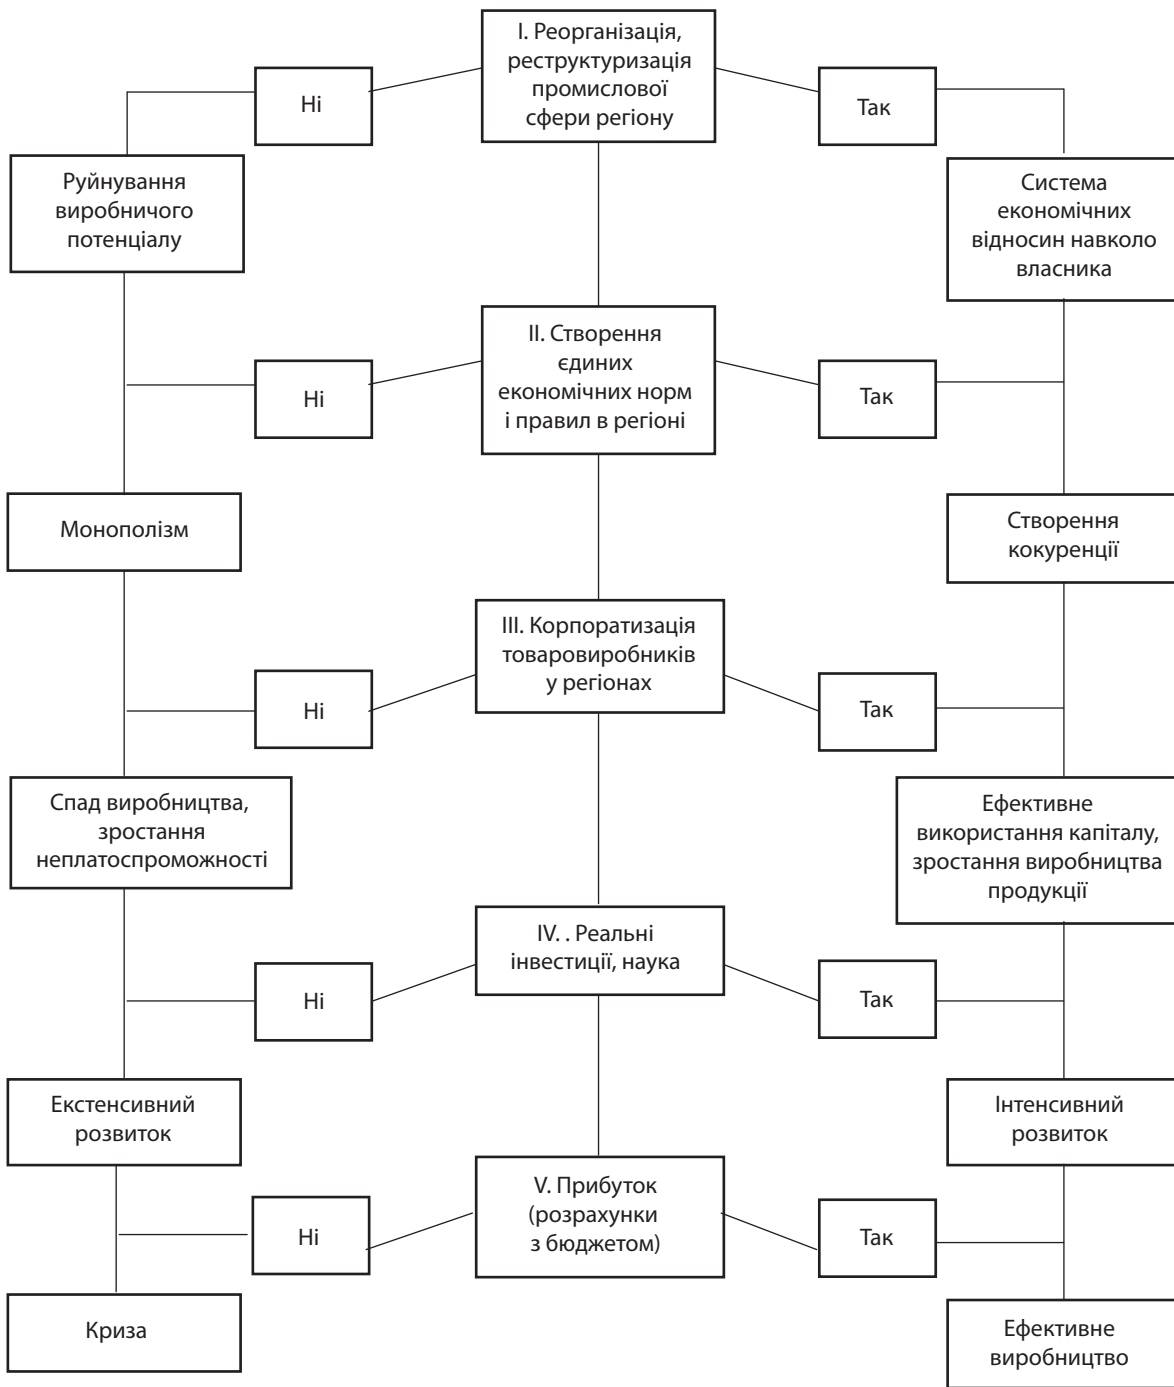 I. Реорганізація,
реструктуризація
промислової
сфери регіону
Ні
Так
Руйнування
виробничого
потенціалу
Система
економічних
відносин навколо
власника
II. Створення
єдиних
економічних норм
і правил в регіоні
Ні
Так
Монополізм
Створення
кокуренції
III. Корпоратизація
товаровиробників
у регіонах
Ні
Так
Спад виробництва,
зростання
неплатоспроможності
Ефективне
використання капіталу,
зростання виробництва
продукції
IV. . Реальні
інвестиції, наука
Ні
Так
Екстенсивний
розвиток
Інтенсивний
розвиток
V. Прибуток
(розрахунки
з бюджетом)
Ні
Так
Криза
Ефективне
виробництво